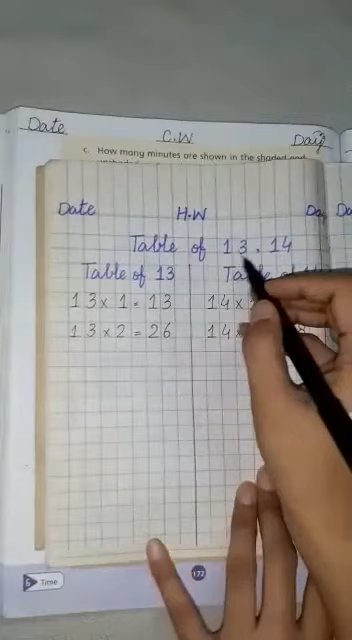 Date C.W Day
c. How many minutes are shown in the shaded and
Date H.W
Table of 13 . 14
Table of 13
13 x 1 = 13 14 x
13 x 2 = 26 14 x
Time
172